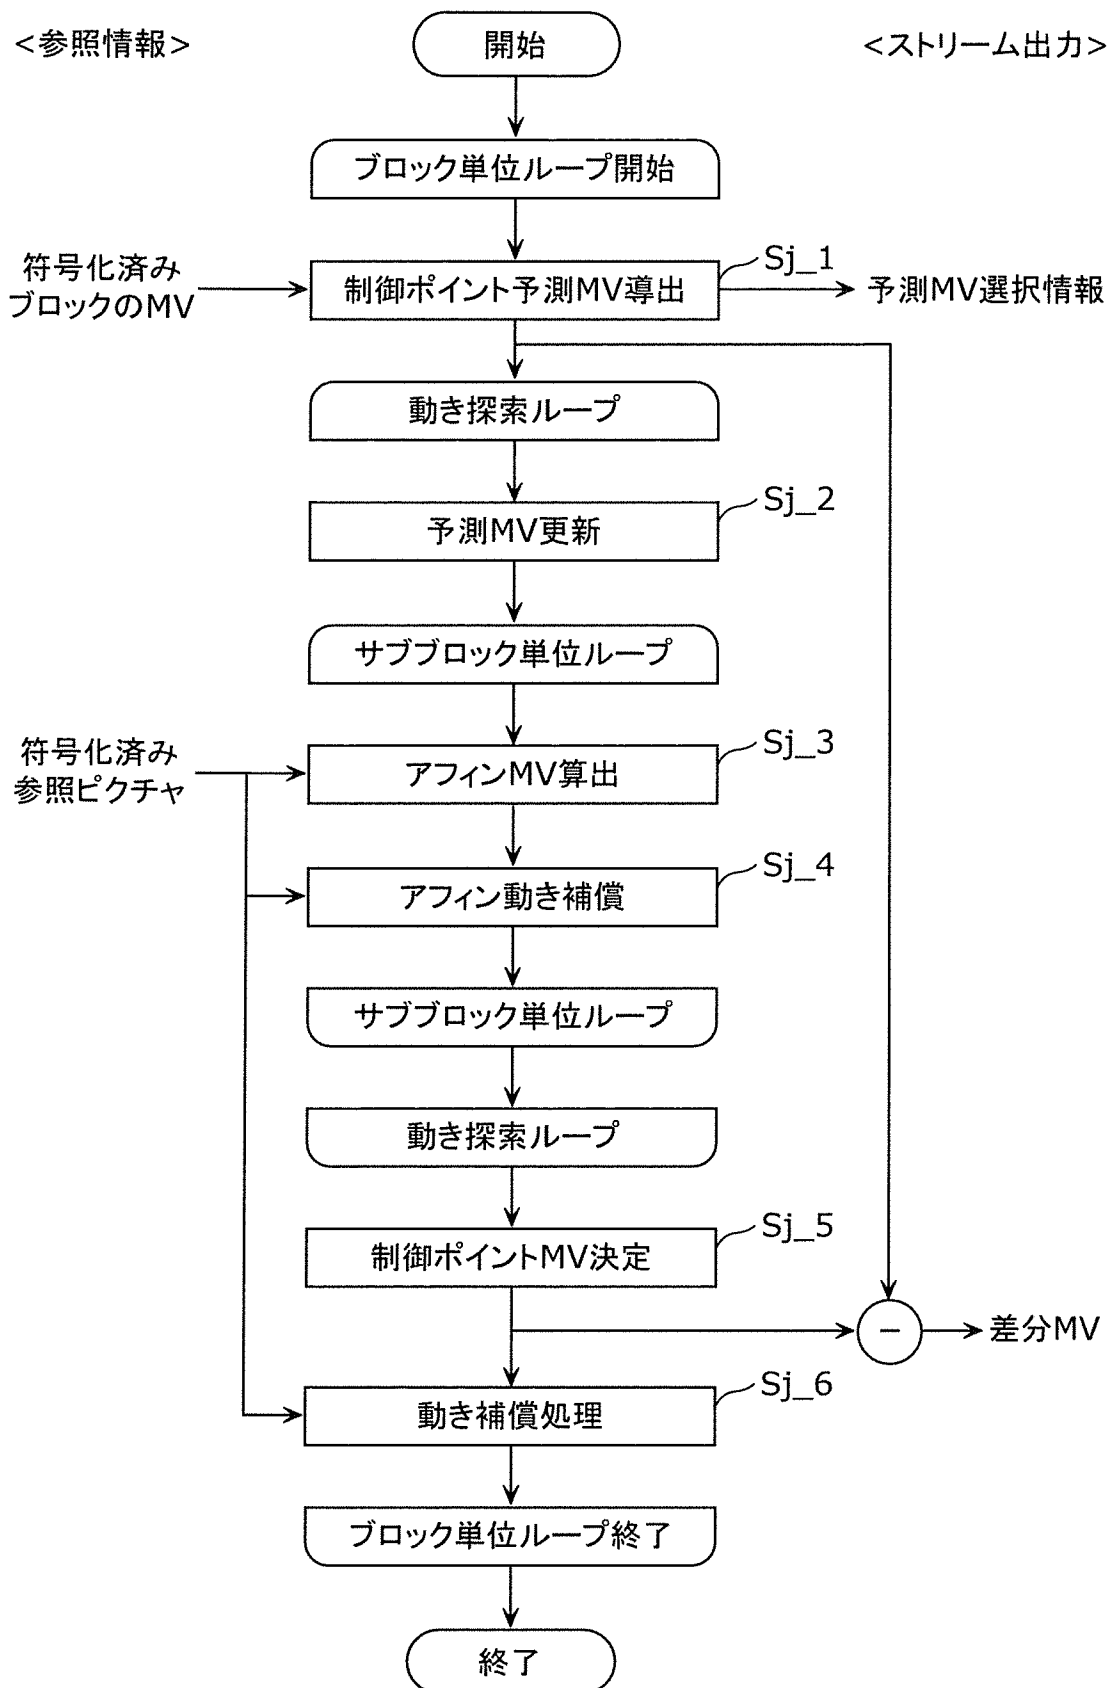 <参照情報>
開始
<ストリーム出力>
ブロック単位ループ開始
符号化済み
ブロックのMV
制御ポイント予測MV導出
Sj_1
予測MV選択情報
動き探索ループ
Sj_2
予測MV更新
サブブロック単位ループ
符号化済み
参照ピクチャ
Sj_3
アフィンMV算出
Sj_4
アフィン動き補償
サブブロック単位ループ
動き探索ループ
Sj_5
制御ポイントMV決定
−
差分MV
Sj_6
動き補償処理
ブロック単位ループ終了
終了